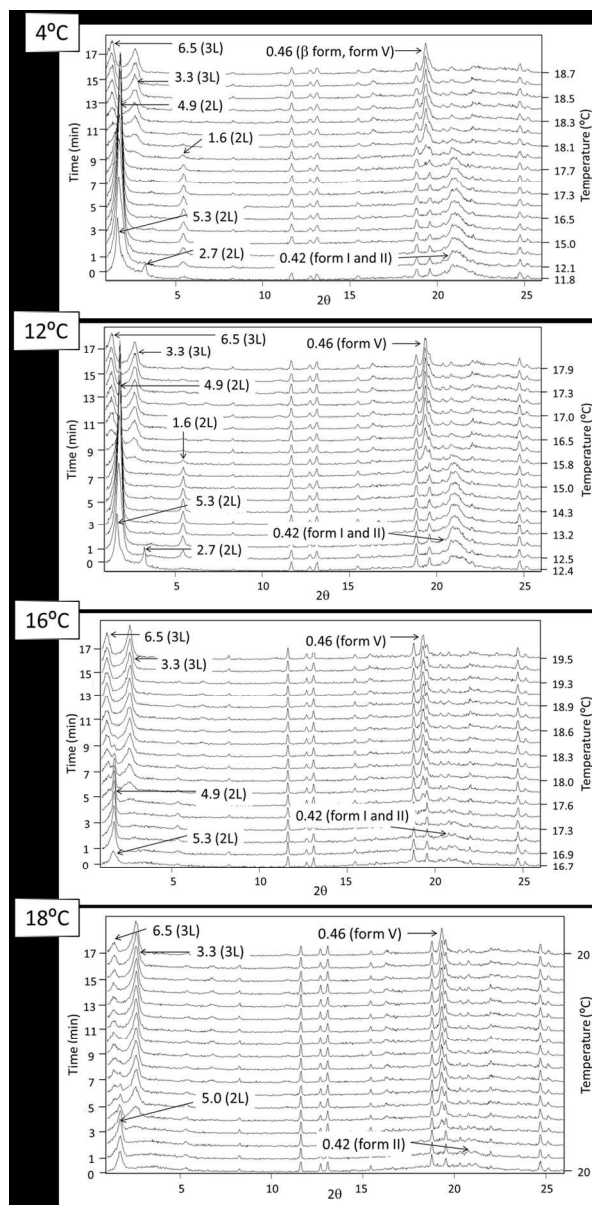 4°C
6.5 (3L)
0.46 (β form, form V)
3.3 (3L)
4.9 (2L)
1.6 (2L)
5.3 (2L)
2.7 (2L)
0.42 (form I and II)
Time (min)
17
15
13
11
9
7
5
3
1
0
18.7
18.5
18.3
18.1
17.7
17.3
16.5
15.0
12.1
11.8
Temperature (°C)
5 10 15 20 25
2θ
12°C
6.5 (3L)
0.46 (form V)
3.3 (3L)
4.9 (2L)
1.6 (2L)
5.3 (2L)
0.42 (form I and II)
2.7 (2L)
Time (min)
17
15
13
11
9
7
5
3
1
0
17.9
17.3
17.0
16.5
15.8
15.0
14.3
13.2
12.5
12.4
Temperature (°C)
5 10 15 20 25
2θ
16°C
6.5 (3L)
0.46 (form V)
3.3 (3L)
4.9 (2L)
0.42 (form I and II)
5.3 (2L)
Time (min)
17
15
13
11
9
7
5
3
1
0
19.5
19.3
18.9
18.6
18.3
18.0
17.6
17.3
16.9
16.7
Temperature (°C)
5 10 15 20 25
2θ
18°C
6.5 (3L)
0.46 (form V)
3.3 (3L)
5.0 (2L)
0.42 (form II)
Time (min)
17
15
13
11
9
7
5
3
1
0
20
20
Temperature (°C)
5 10 15 20 25
2θ